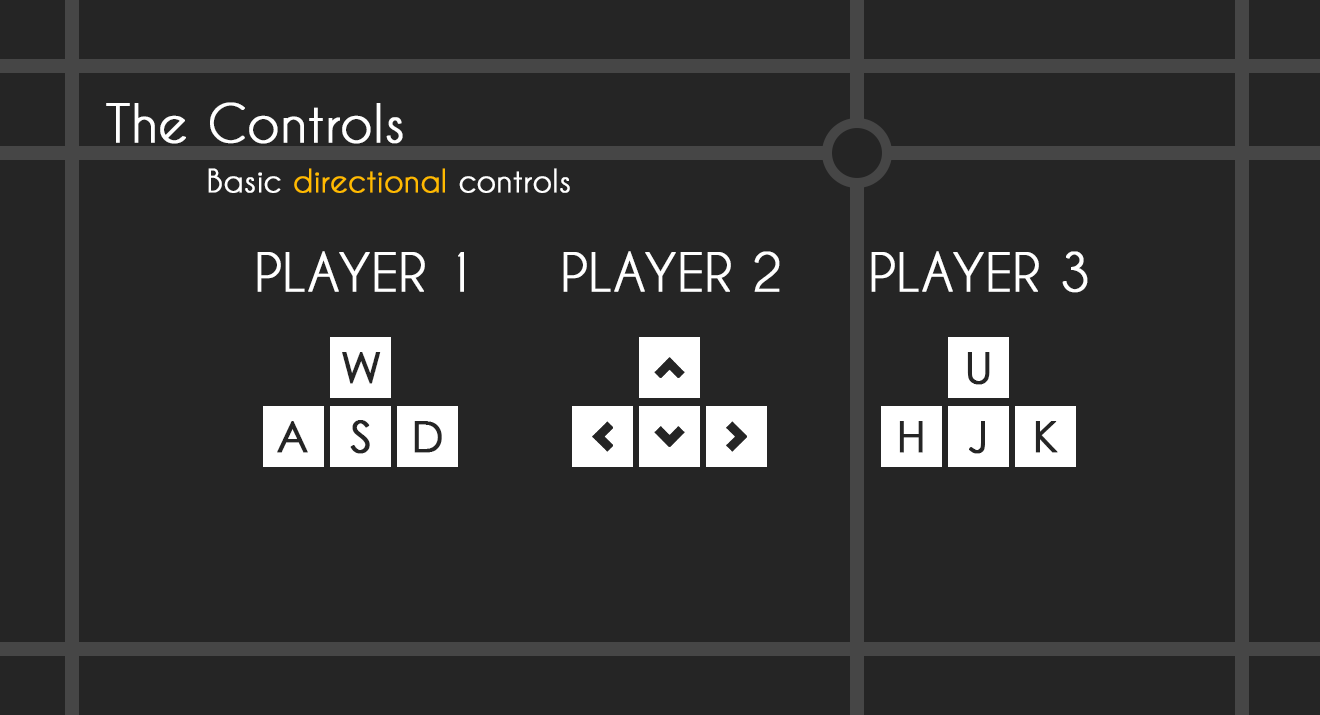 The Controls
Basic directional controls
PLAYER 1 PLAYER 2 PLAYER 3
W U
A S D H J K